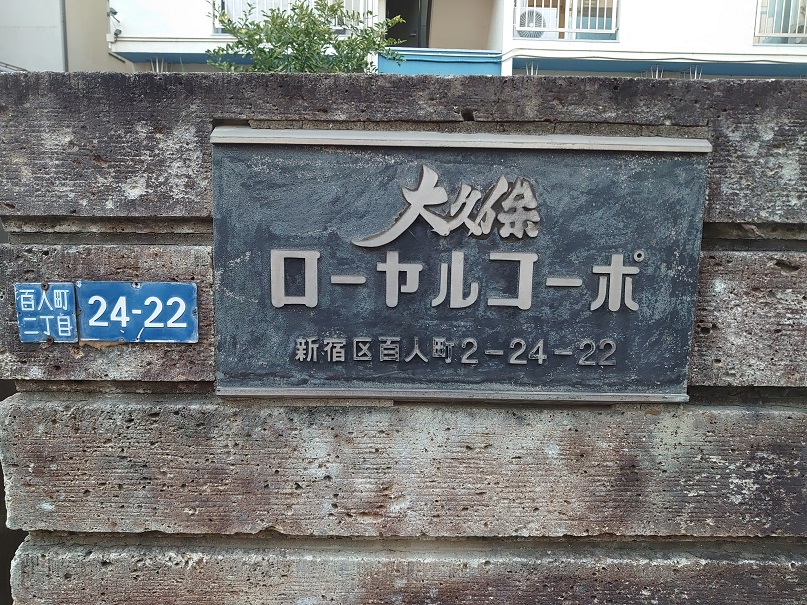 大久保
ローヤルコーポ
新宿区百人町2-24-22
百人町
二丁目
24-22